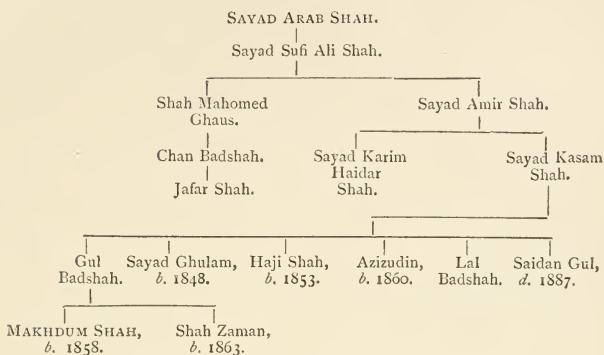 SAYAD ARAB SHAH.
Sayad Sufi Ali Shah.
Shah Mahomed
Ghaus.
Sayad Amir Shah.
Chan Badshah.
Sayad Karim
Haidar
Shah.
Sayad Kasam
Shah.
Jafar Shah.
Gul
Badshah.
Sayad Ghulam,
b. 1848.
Haji Shah,
b. 1853.
Azizudin,
b. 1860.
Lal
Badshah.
Saidan Gul,
d. 1887.
MAKHDUM SHAH,
b. 1858.
Shah Zaman,
b. 1863.